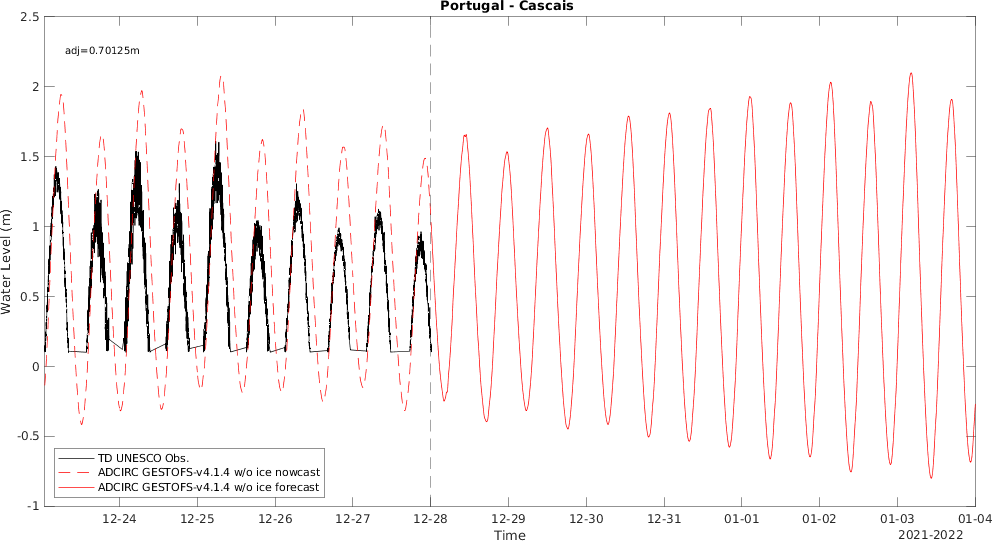 Portugal - Cascais
adj=0.70125m
Water Level (m)
2.5
2
1.5
1
0.5
0
-0.5
-1
TD UNESCO Obs.
ADCIRC GESTOFS-v4.1.4 w/o ice nowcast
ADCIRC GESTOFS-v4.1.4 w/o ice forecast
12-24 12-25 12-26 12-27 12-28 12-29 12-30 12-31 01-01 01-02 01-03 01-04
Time
2021-2022